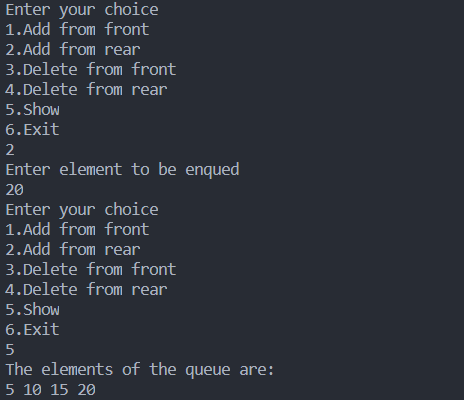 Enter your choice
1.Add from front
2.Add from rear
3.Delete from front
4.Delete from rear
5.Show
6.Exit
2
Enter element to be enqued
20
Enter your choice
1.Add from front
2.Add from rear
3.Delete from front
4.Delete from rear
5.Show
6.Exit
5
The elements of the queue are:
5 10 15 20